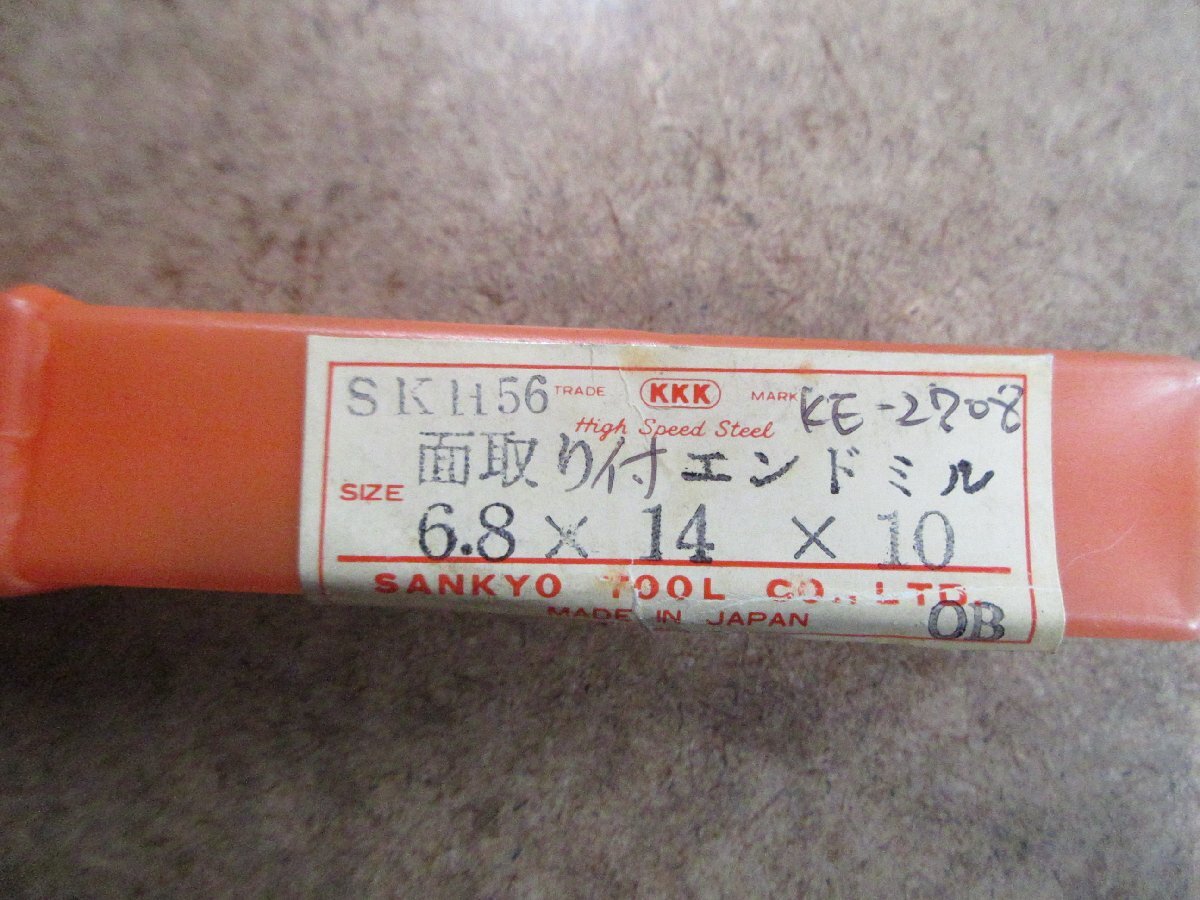 SKH56 TRADE KKK MARK KE-2708
High Speed Steel
面取り付エンドミル
SIZE 6.8 × 14 × 10
SANKYO TOOL CO., LTD.
MADE IN JAPAN OB